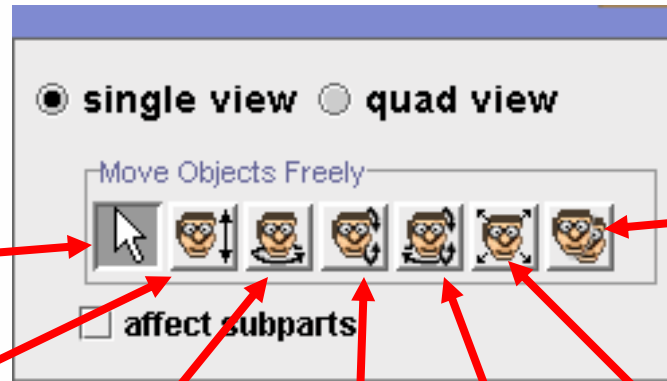 single view quad view
Move Objects Freely
affect subparts